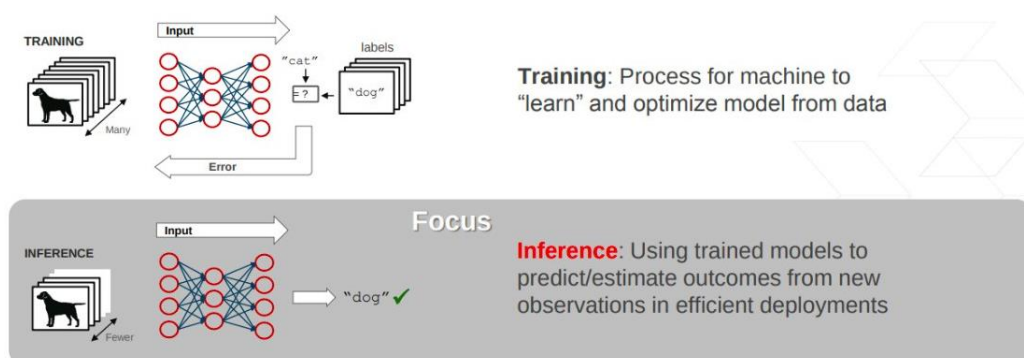 TRAINING
Many
Input
"cat"
= ?
labels
"dog"
Error
Training: Process for machine to
"learn" and optimize model from data
Focus
INFERENCE
Fewer
Input
"dog" ✓
Inference: Using trained models to
predict/estimate outcomes from new
observations in efficient deployments